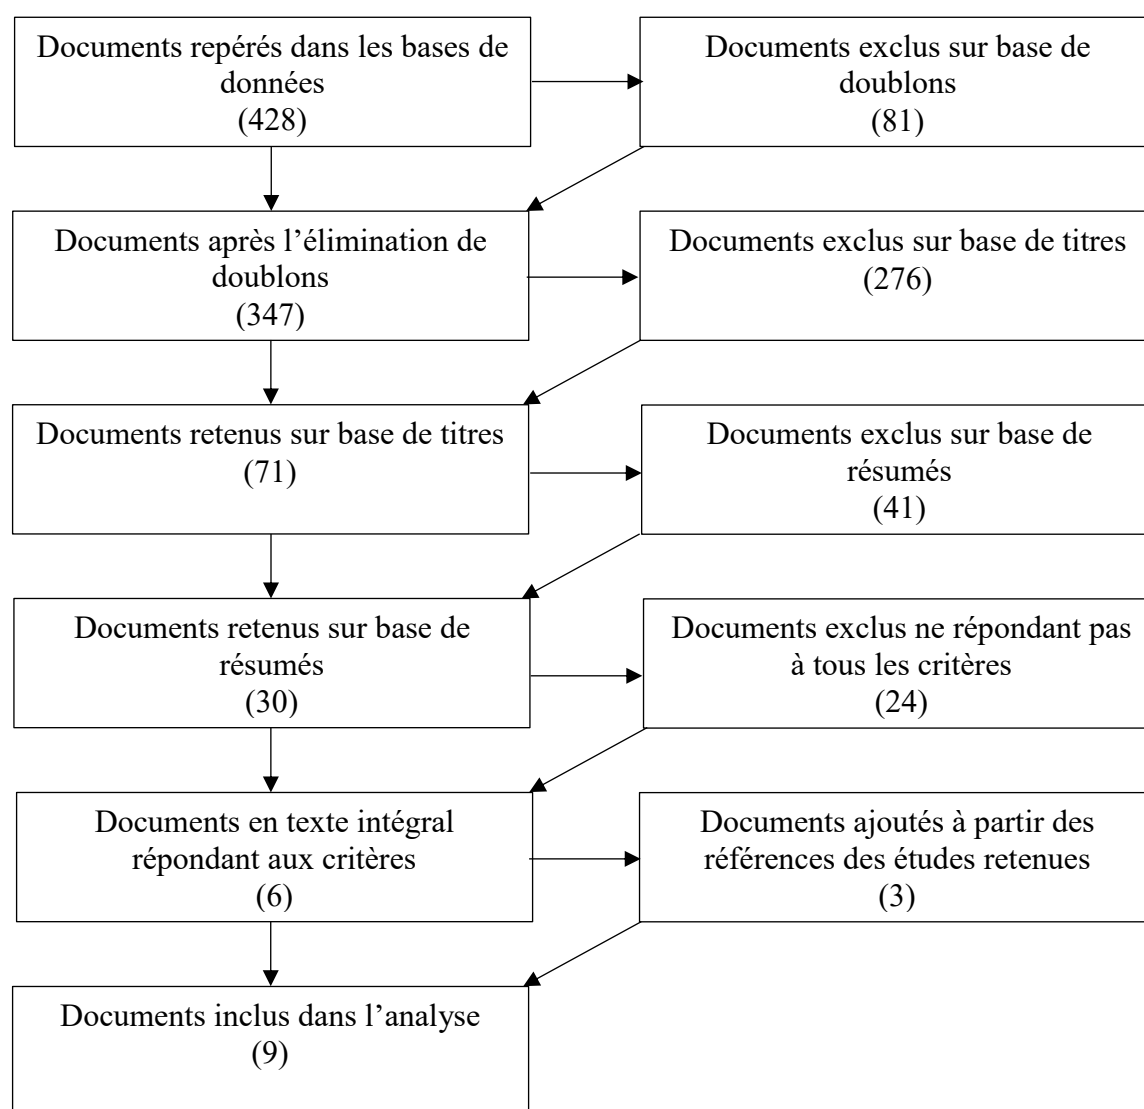 Documents repérés dans les bases de
données
(428)
Documents exclus sur base de
doublons
(81)
Documents après l’élimination de
doublons
(347)
Documents exclus sur base de titres
(276)
Documents retenus sur base de titres
(71)
Documents exclus sur base de
résumés
(41)
Documents retenus sur base de
résumés
(30)
Documents exclus ne répondant pas
à tous les critères
(24)
Documents en texte intégral
répondant aux critères
(6)
Documents ajoutés à partir des
références des études retenues
(3)
Documents inclus dans l’analyse
(9)